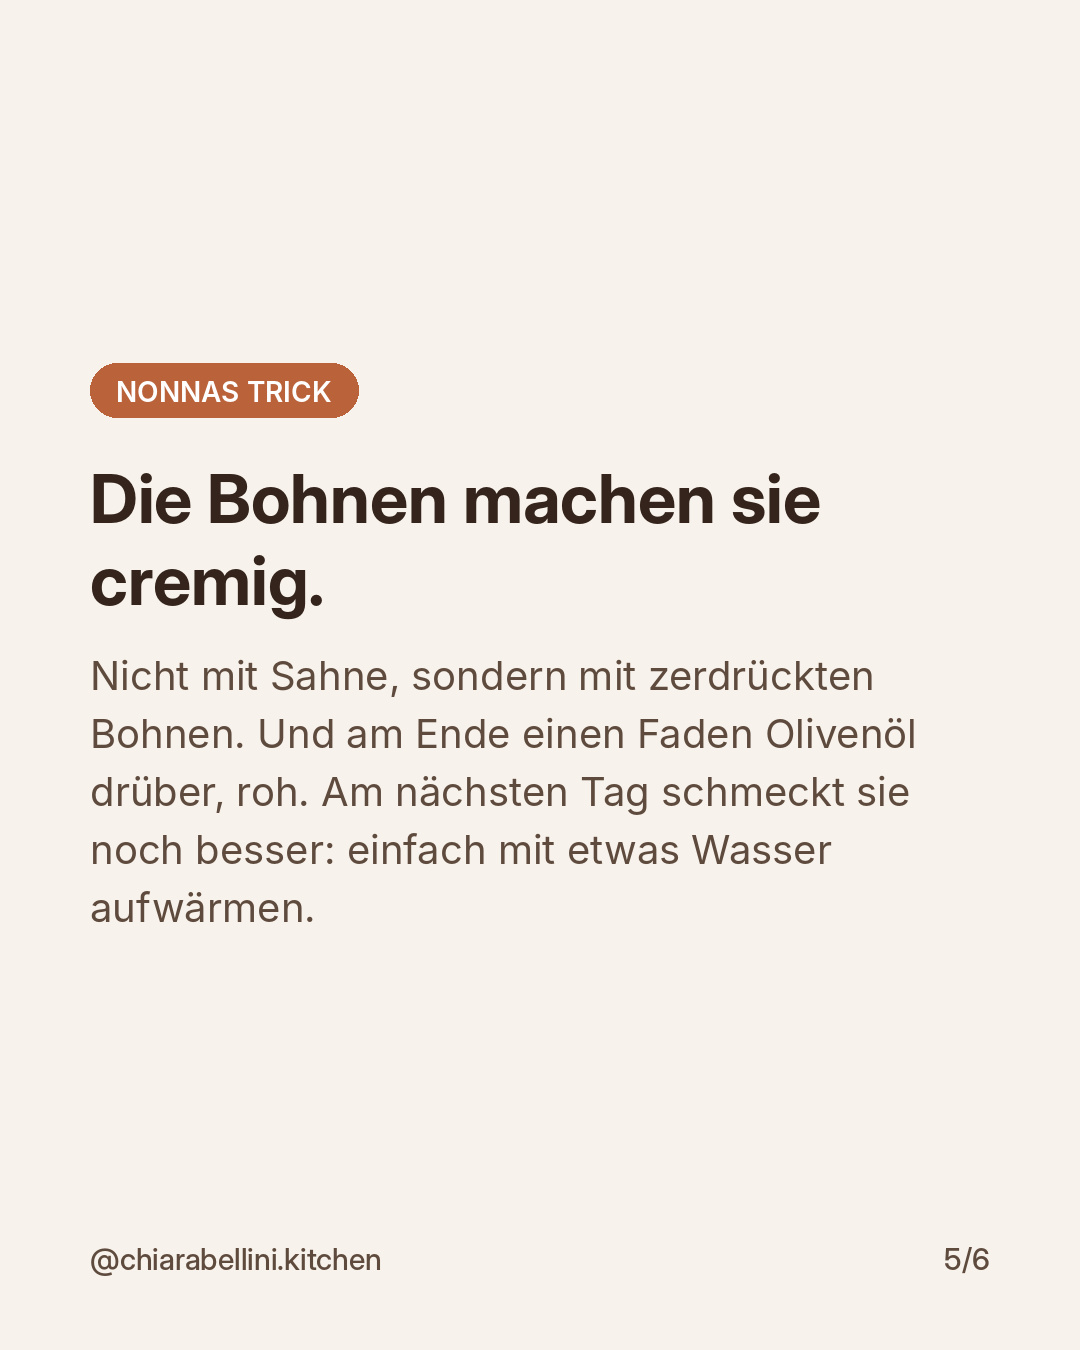 NONNAS TRICK
Die Bohnen machen sie
cremig.
Nicht mit Sahne, sondern mit zerdrückten
Bohnen. Und am Ende einen Faden Olivenöl
drüber, roh. Am nächsten Tag schmeckt sie
noch besser: einfach mit etwas Wasser
aufwärmen.
@chiarabellini.kitchen
5/6